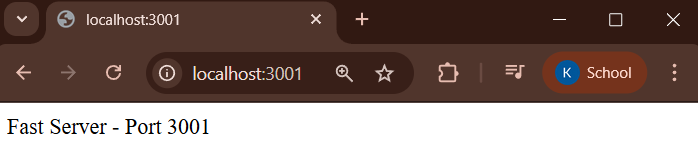 localhost:3001
localhost:3001
K School
Fast Server - Port 3001